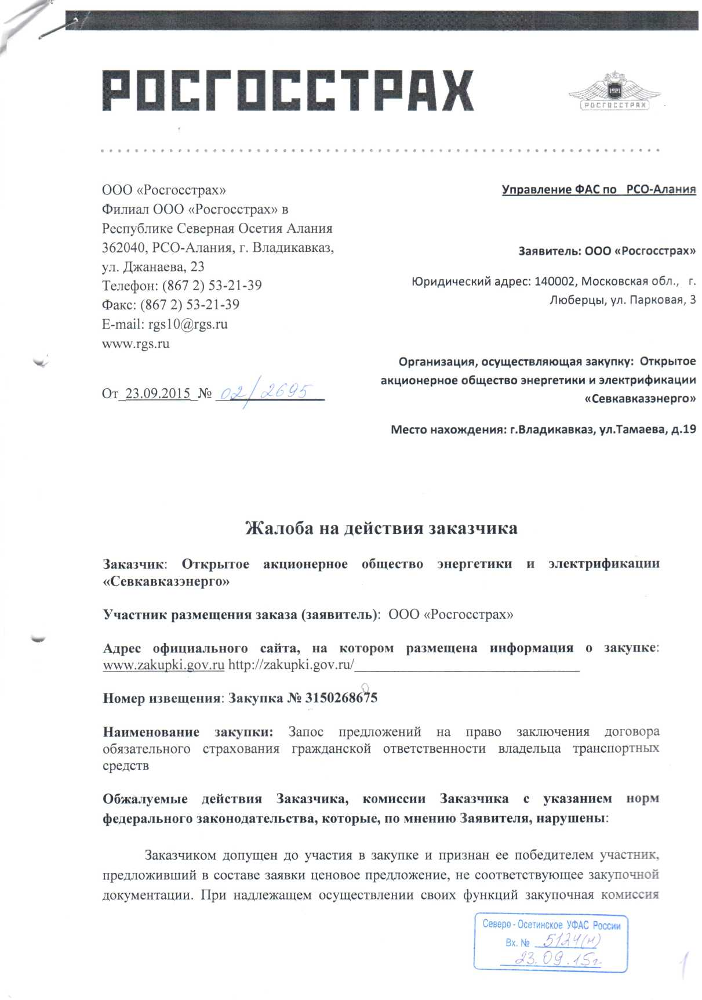 РОСГОССТРАХ
1921
РОСГОССТРАХ
ООО «Росгосстрах»
Филиал ООО «Росгосстрах» в
Республике Северная Осетия Алания
362040, РСО-Алания, г. Владикавказ,
ул. Джанаева, 23
Телефон: (867 2) 53-21-39
Факс: (867 2) 53-21-39
E-mail: rgs10@rgs.ru
www.rgs.ru
От_23.09.2015_№ 02/2695
Управление ФАС по РСО-Алания
Заявитель: ООО «Росгосстрах»
Юридический адрес: 140002, Московская обл., г.
Люберцы, ул. Парковая, 3
Организация, осуществляющая закупку: Открытое
акционерное общество энергетики и электрификации
«Севкавказэнерго»
Место нахождения: г.Владикавказ, ул.Тамаева, д.19
Жалоба на действия заказчика
Заказчик: Открытое акционерное общество энергетики и электрификации
«Севкавказэнерго»
Участник размещения заказа (заявитель): ООО «Росгосстрах»
Адрес официального сайта, на котором размещена информация о закупке:
www.zakupki.gov.ru http://zakupki.gov.ru/
Номер извещения: Закупка № 3150268675
0
Наименование закупки: Запос предложений на право заключения договора
обязательного страхования гражданской ответственности владельца транспортных
средств
Обжалуемые действия Заказчика, комиссии Заказчика с указанием норм
федерального законодательства, которые, по мнению Заявителя, нарушены:
Заказчиком допущен до участия в закупке и признан ее победителем участник,
предложивший в составе заявки ценовое предложение, не соответствующее закупочной
документации. При надлежащем осуществлении своих функций закупочная комиссия
Северо - Осетинское УФАС России
Вх. № 5124(н)
23.09.15г.
1